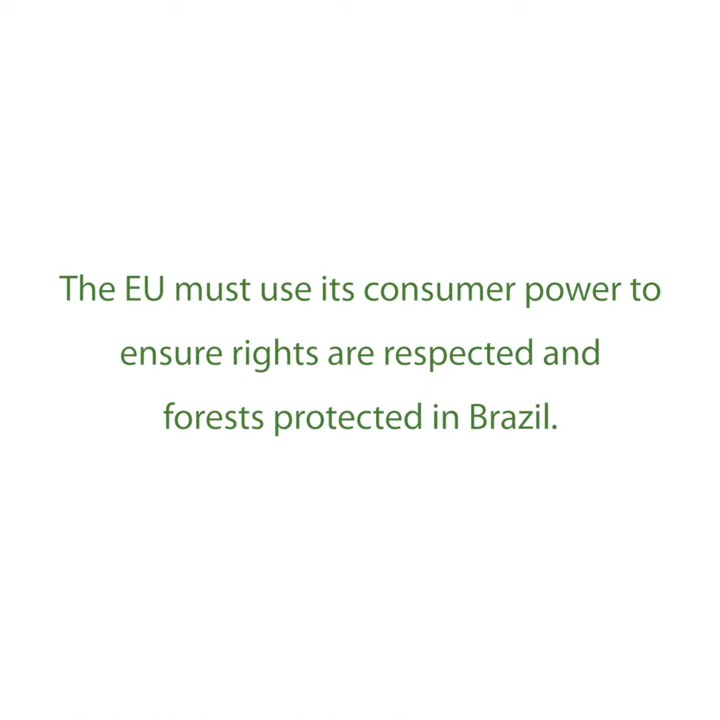 The EU must use its consumer power to
ensure rights are respected and
forests protected in Brazil.